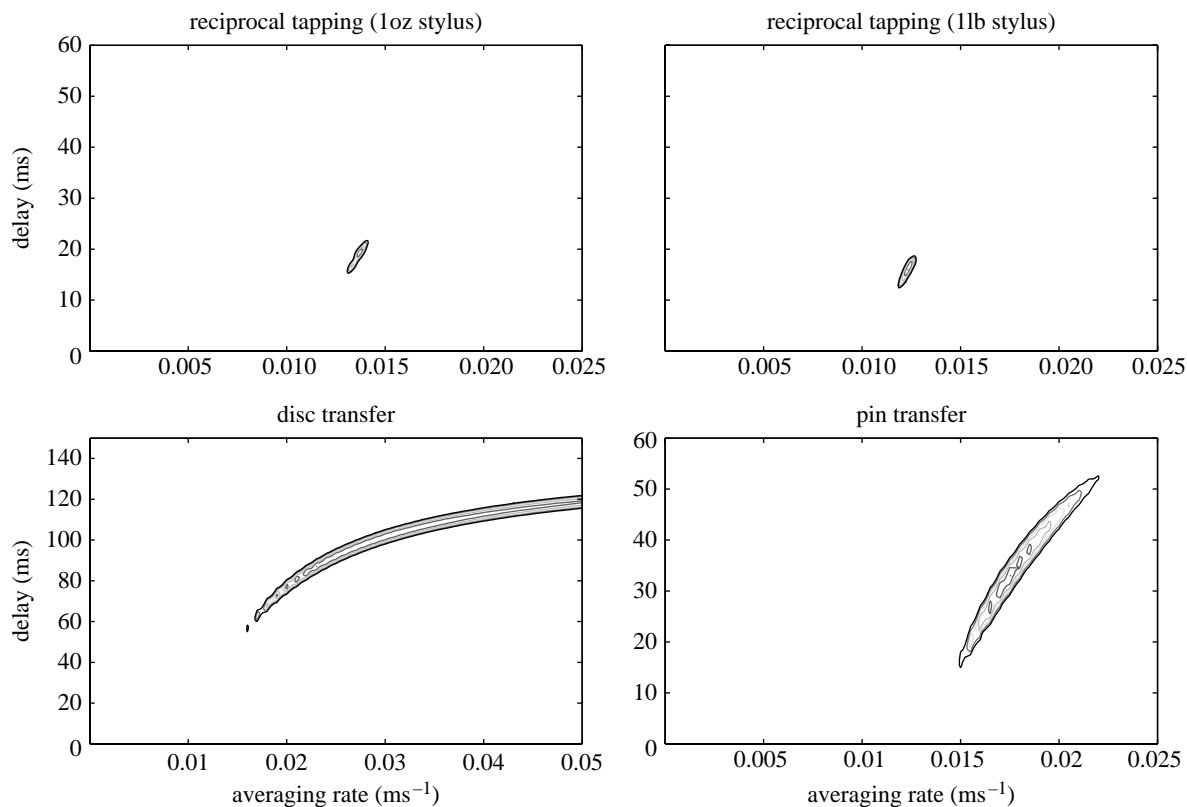 reciprocal tapping (1oz stylus)
60
50
40
30
20
10
0
delay (ms)
0.005 0.010 0.015 0.020 0.025
reciprocal tapping (1lb stylus)
0
0.005 0.010 0.015 0.020 0.025
disc transfer
140
120
100
80
60
40
20
0
delay (ms)
0.01 0.02 0.03 0.04 0.05
averaging rate (ms⁻¹)
pin transfer
60
50
40
30
20
10
0
0.005 0.010 0.015 0.020 0.025
averaging rate (ms⁻¹)